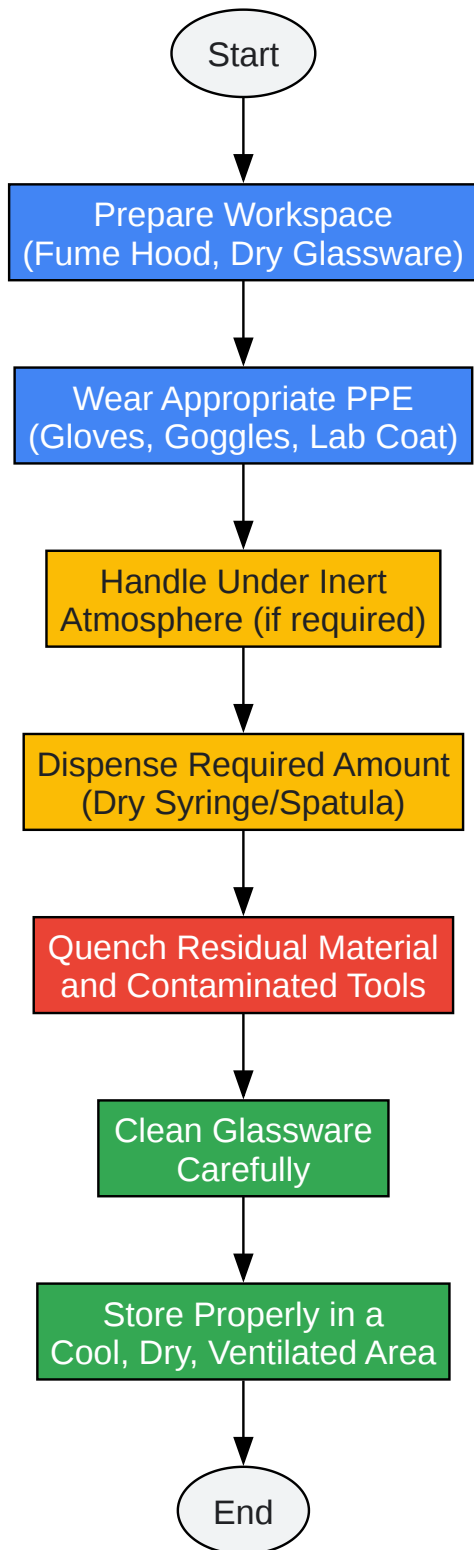 Start
Prepare Workspace
(Fume Hood, Dry Glassware)
Wear Appropriate PPE
(Gloves, Goggles, Lab Coat)
Handle Under Inert
Atmosphere (if required)
Dispense Required Amount
(Dry Syringe/Spatula)
Quench Residual Material
and Contaminated Tools
Clean Glassware
Carefully
Store Properly in a
Cool, Dry, Ventilated Area
End